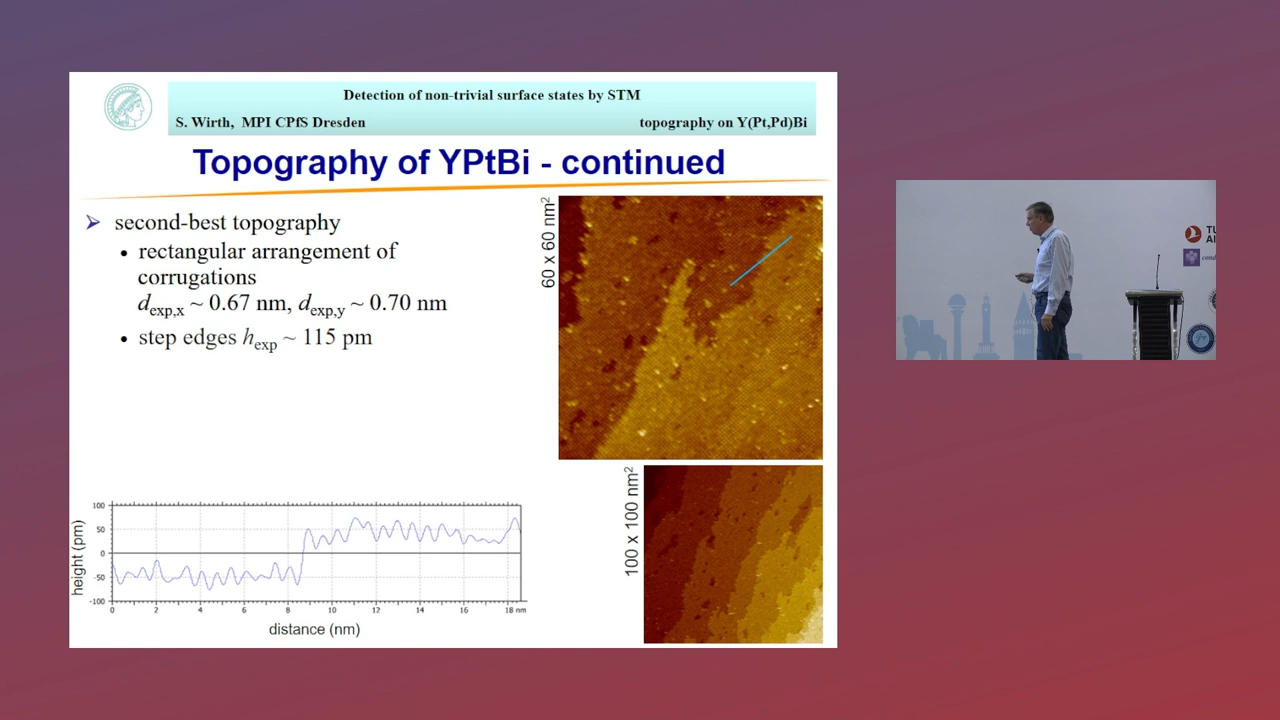 Detection of non-trivial surface states by STM
S. Wirth, MPI CPfS Dresden
topography on Y(Pt,Pd)Bi
Topography of YPtBi - continued
➢ second-best topography
• rectangular arrangement of
corrugations
d_exp,x ~ 0.67 nm, d_exp,y ~ 0.70 nm
• step edges h_exp ~ 115 pm
60 x 60 nm²
100 x 100 nm²
height (pm)
100
50
0
-50
-100
0 2 4 6 8 10 12 14 16 18 nm
distance (nm)
TU
AI
cond